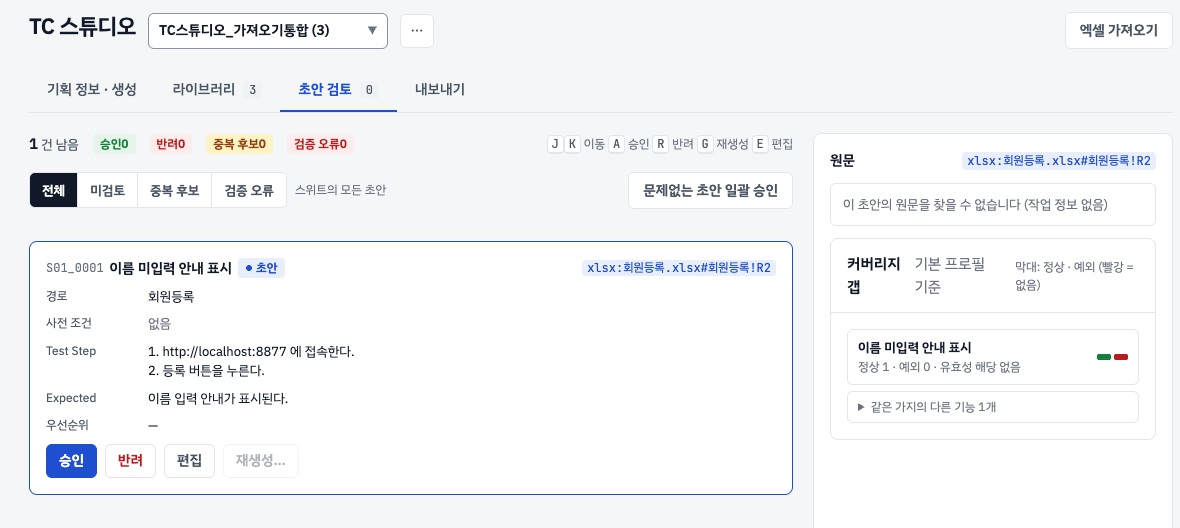 TC 스튜디오
TC스튜디오_가져오기통합 (3) ▼
...
엑셀 가져오기
기획 정보 · 생성
라이브러리 3
초안 검토 0
내보내기
1 건 남음 승인0 반려0 중복 후보0 검증 오류0
J K 이동 A 승인 R 반려 G 재생성 E 편집
전체 미검토 중복 후보 검증 오류 스위트의 모든 초안
문제없는 초안 일괄 승인
S01_0001 이름 미입력 안내 표시 • 초안 xlsx:회원등록.xlsx#회원등록!R2
경로 회원등록
사전 조건 없음
Test Step 1. http://localhost:8877 에 접속한다.
2. 등록 버튼을 누른다.
Expected 이름 입력 안내가 표시된다.
우선순위 —
승인 반려 편집 재생성...
원문 xlsx:회원등록.xlsx#회원등록!R2
이 초안의 원문을 찾을 수 없습니다 (작업 정보 없음)
커버리지
갭
기본 프로필
기준
막대: 정상 · 예외 (빨강 =
없음)
이름 미입력 안내 표시
정상 1 · 예외 0 · 유효성 해당 없음
▶ 같은 가지의 다른 기능 1개